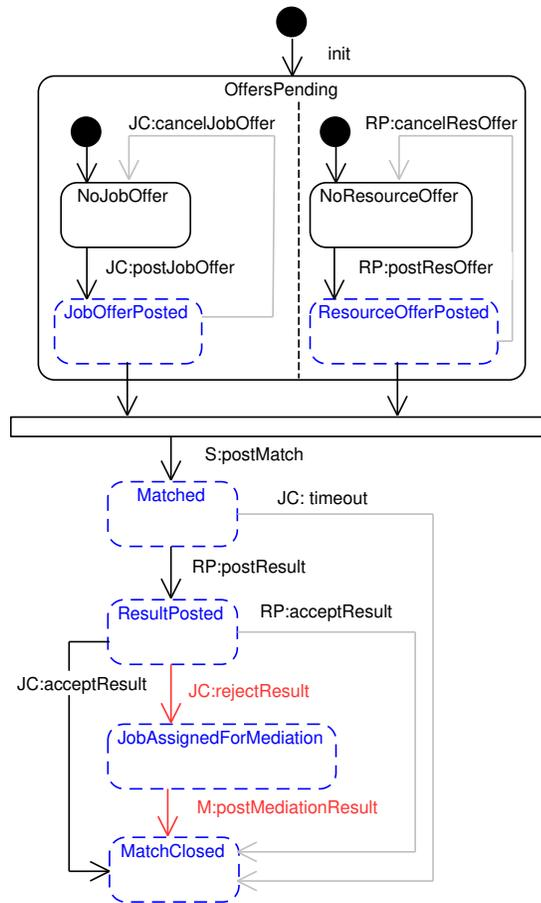 init
OffersPending
JC:cancelJobOffer
RP:cancelResOffer
NoJobOffer
NoResourceOffer
JC:postJobOffer
RP:postResOffer
JobOfferPosted
ResourceOfferPosted
S:postMatch
Matched
JC: timeout
RP:postResult
ResultPosted
RP:acceptResult
JC:acceptResult
JC:rejectResult
JobAssignedForMediation
M:postMediationResult
MatchClosed